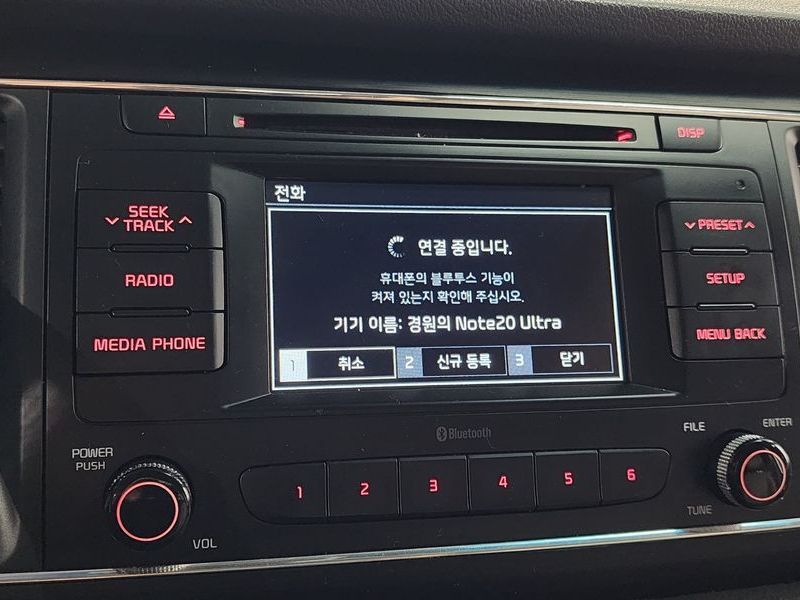 DISP
전화
SEEK
TRACK
연결 중입니다.
PRESET
휴대폰의 블루투스 기능이
켜져 있는지 확인해 주십시오.
RADIO
SETUP
기기 이름: 경원의 Note20 Ultra
MEDIA PHONE
MENU BACK
1 취소 2 신규 등록 3 닫기
Bluetooth
FILE
ENTER
POWER
PUSH
1 2 3 4 5 6
VOL
TUNE